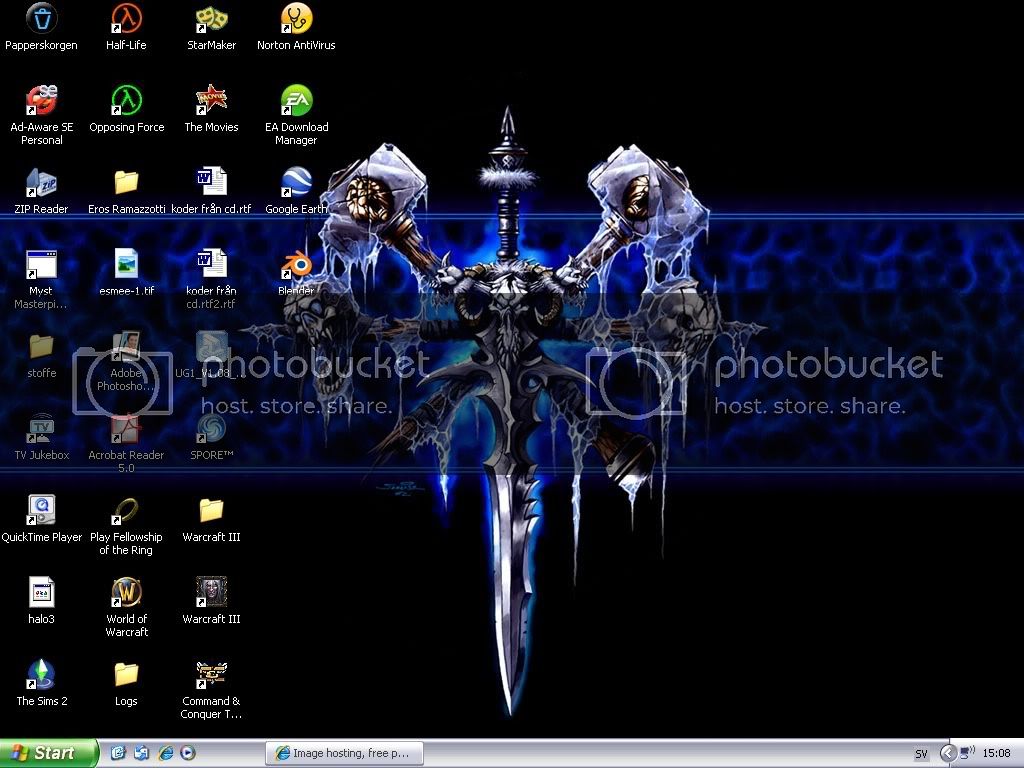 Papperskorgen
Half-Life
StarMaker
Norton AntiVirus
Ad-Aware SE
Personal
Opposing Force
The Movies
EA Download
Manager
ZIP Reader
Eros Ramazzotti
koder från cd.rtf
Google Earth
Myst
Masterpi...
esmee-1.tif
koder från
cd.rtf2.rtf
Blender
stoffe
Adobe
Photosho...
UG1_V1.08_...
photobucket
host. store. share.
photobucket
host. store. share.
TV Jukebox
Acrobat Reader
5.0
SPORE™
QuickTime Player
Play Fellowship
of the Ring
Warcraft III
halo3
World of
Warcraft
Warcraft III
The Sims 2
Logs
Command &
Conquer T...
Start
Image hosting, free p...
SV
15:08